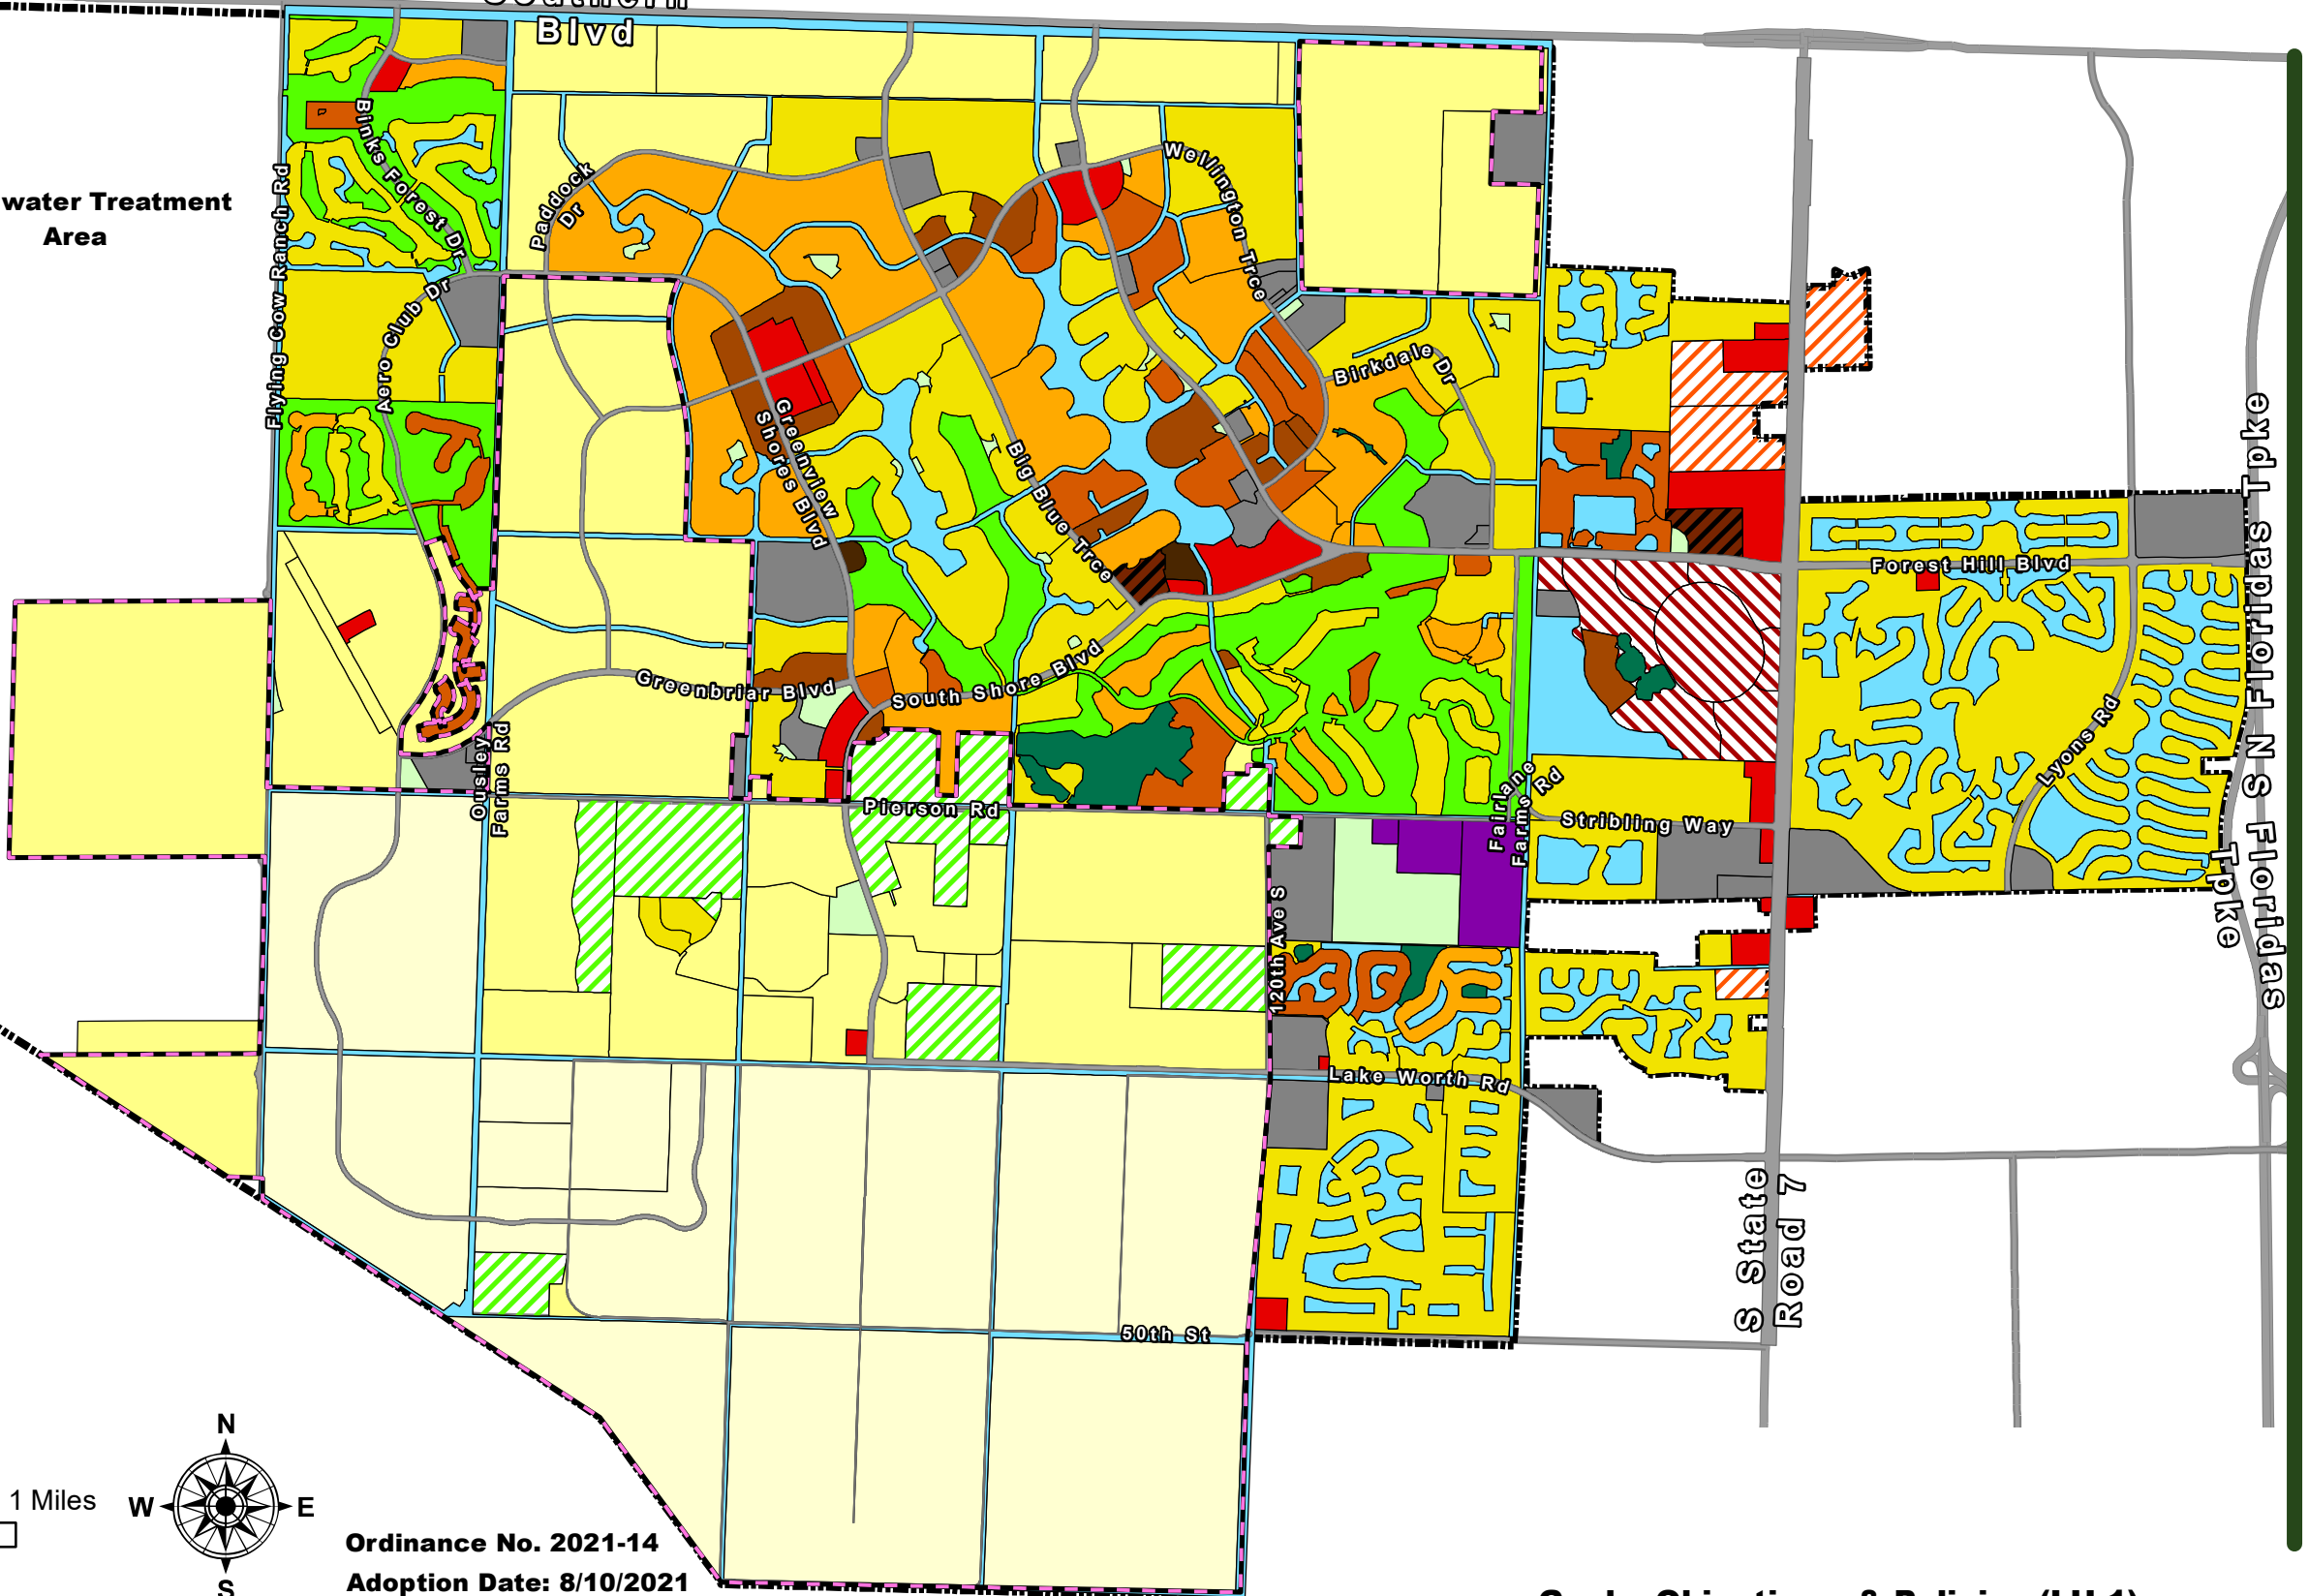 Southern
Blvd
water Treatment
Area
Flying Cow Ranch Rd
Binks Forest Dr
Paddock
Dr
Wellington Trce
Aero Club Dr
Birkdale Dr
Greenview
Shores Blvd
Big Blue Trce
Forest Hill Blvd
Greenbriar Blvd
South Shore Blvd
Ousley
Farms Rd
Pierson Rd
Fairlane
Farms Rd
Stribling Way
Lyons Rd
N Floridas Tpke
S Floridas
Tpke
120th Ave S
Lake Worth Rd
S State
Road 7
50th St
N
W
E
S
1 Miles
Ordinance No. 2021-14
Adoption Date: 8/10/2021